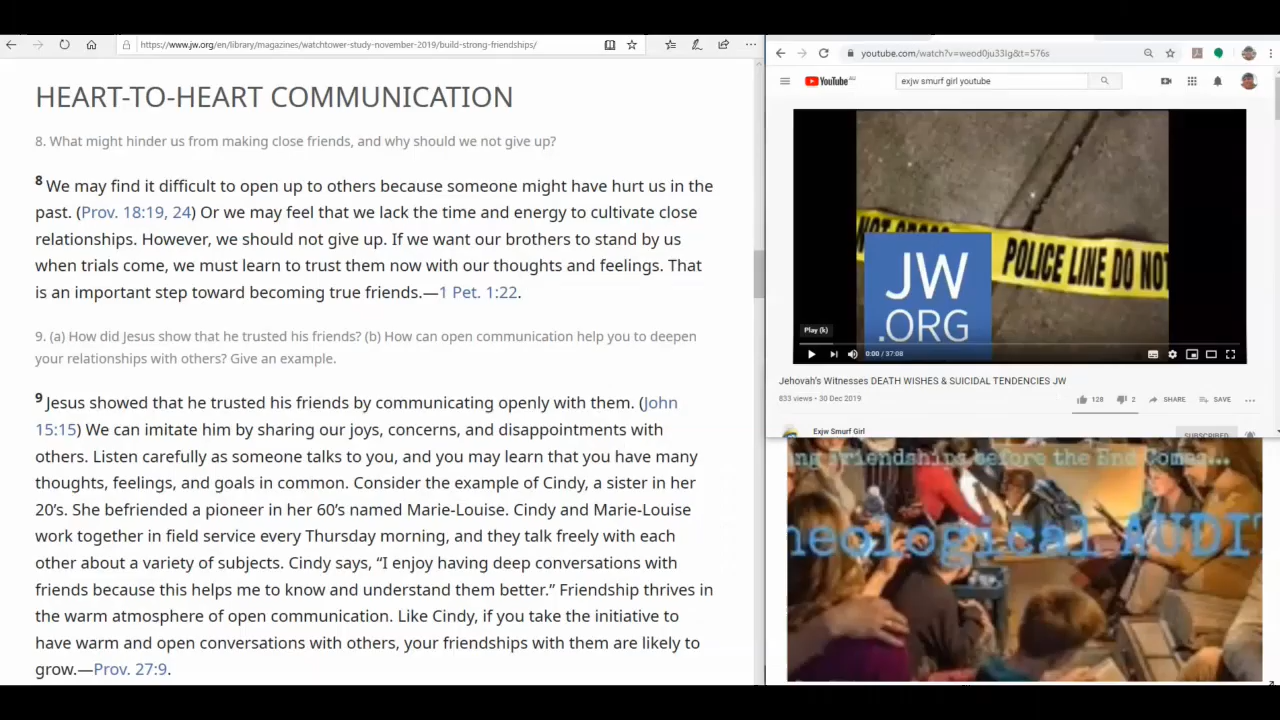 https://www.jw.org/en/library/magazines/watchtower-study-november-2019/build-strong-friendships/
HEART-TO-HEART COMMUNICATION
8. What might hinder us from making close friends, and why should we not give up?
8 We may find it difficult to open up to others because someone might have hurt us in the
past. (Prov. 18:19, 24) Or we may feel that we lack the time and energy to cultivate close
relationships. However, we should not give up. If we want our brothers to stand by us
when trials come, we must learn to trust them now with our thoughts and feelings. That
is an important step toward becoming true friends.—1 Pet. 1:22.
9. (a) How did Jesus show that he trusted his friends? (b) How can open communication help you to deepen
your relationships with others? Give an example.
9 Jesus showed that he trusted his friends by communicating openly with them. (John
15:15) We can imitate him by sharing our joys, concerns, and disappointments with
others. Listen carefully as someone talks to you, and you may learn that you have many
thoughts, feelings, and goals in common. Consider the example of Cindy, a sister in her
20's. She befriended a pioneer in her 60's named Marie-Louise. Cindy and Marie-Louise
work together in field service every Thursday morning, and they talk freely with each
other about a variety of subjects. Cindy says, “I enjoy having deep conversations with
friends because this helps me to know and understand them better.” Friendship thrives in
the warm atmosphere of open communication. Like Cindy, if you take the initiative to
have warm and open conversations with others, your friendships with them are likely to
grow.—Prov. 27:9.
youtube.com/watch?v=weod0ju33Ig&t=576s
YouTube AU
exjw smurf girl youtube
POLICE LINE DO NOT
JW
.ORG
Play (k)
0:00 / 37:08
Jehovah's Witnesses DEATH WISHES & SUICIDAL TENDENCIES JW
833 views • 30 Dec 2019
128
2
SHARE
SAVE
Exjw Smurf Girl
SUBSCRIBED
ing Friendships before the End Comes...
heological AUDIT